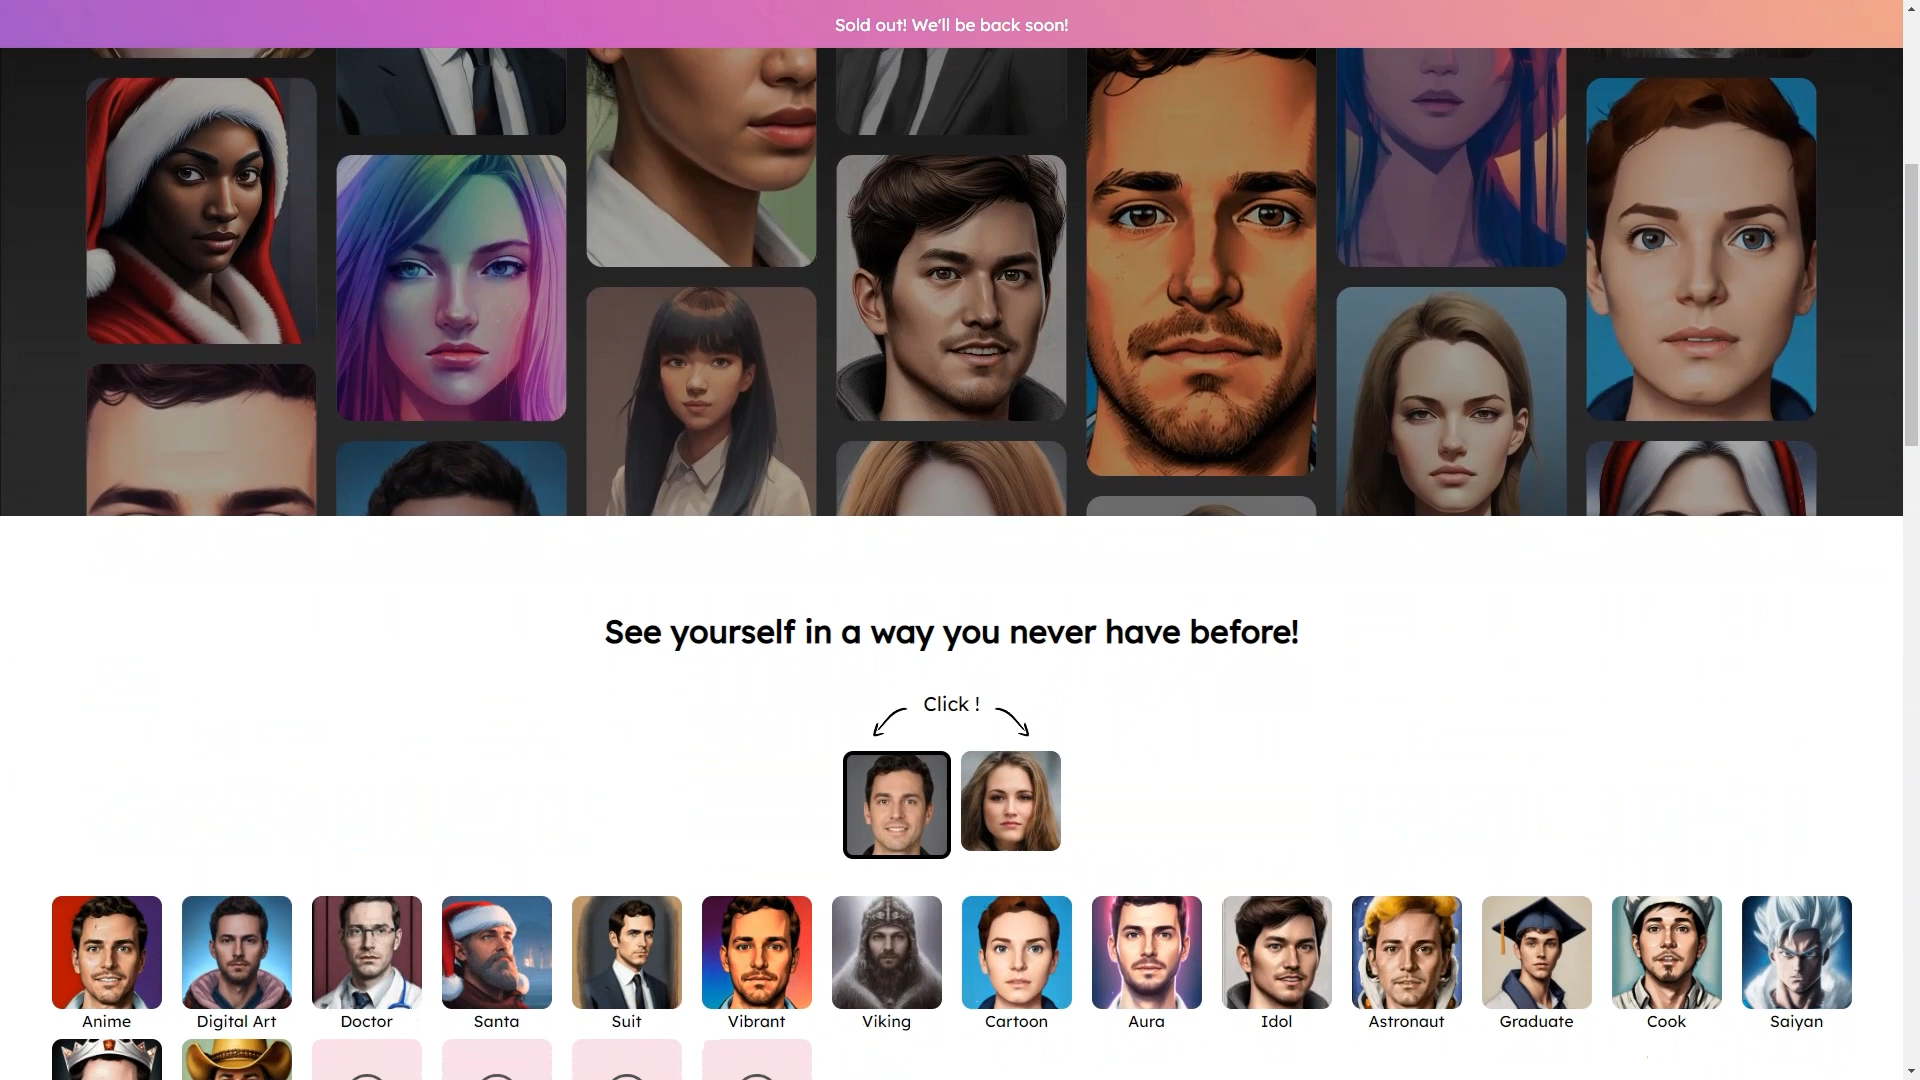 Sold out! We'll be back soon!
See yourself in a way you never have before!
Click !
Anime
Digital Art
Doctor
Santa
Suit
Vibrant
Viking
Cartoon
Aura
Idol
Astronaut
Graduate
Cook
Saiyan